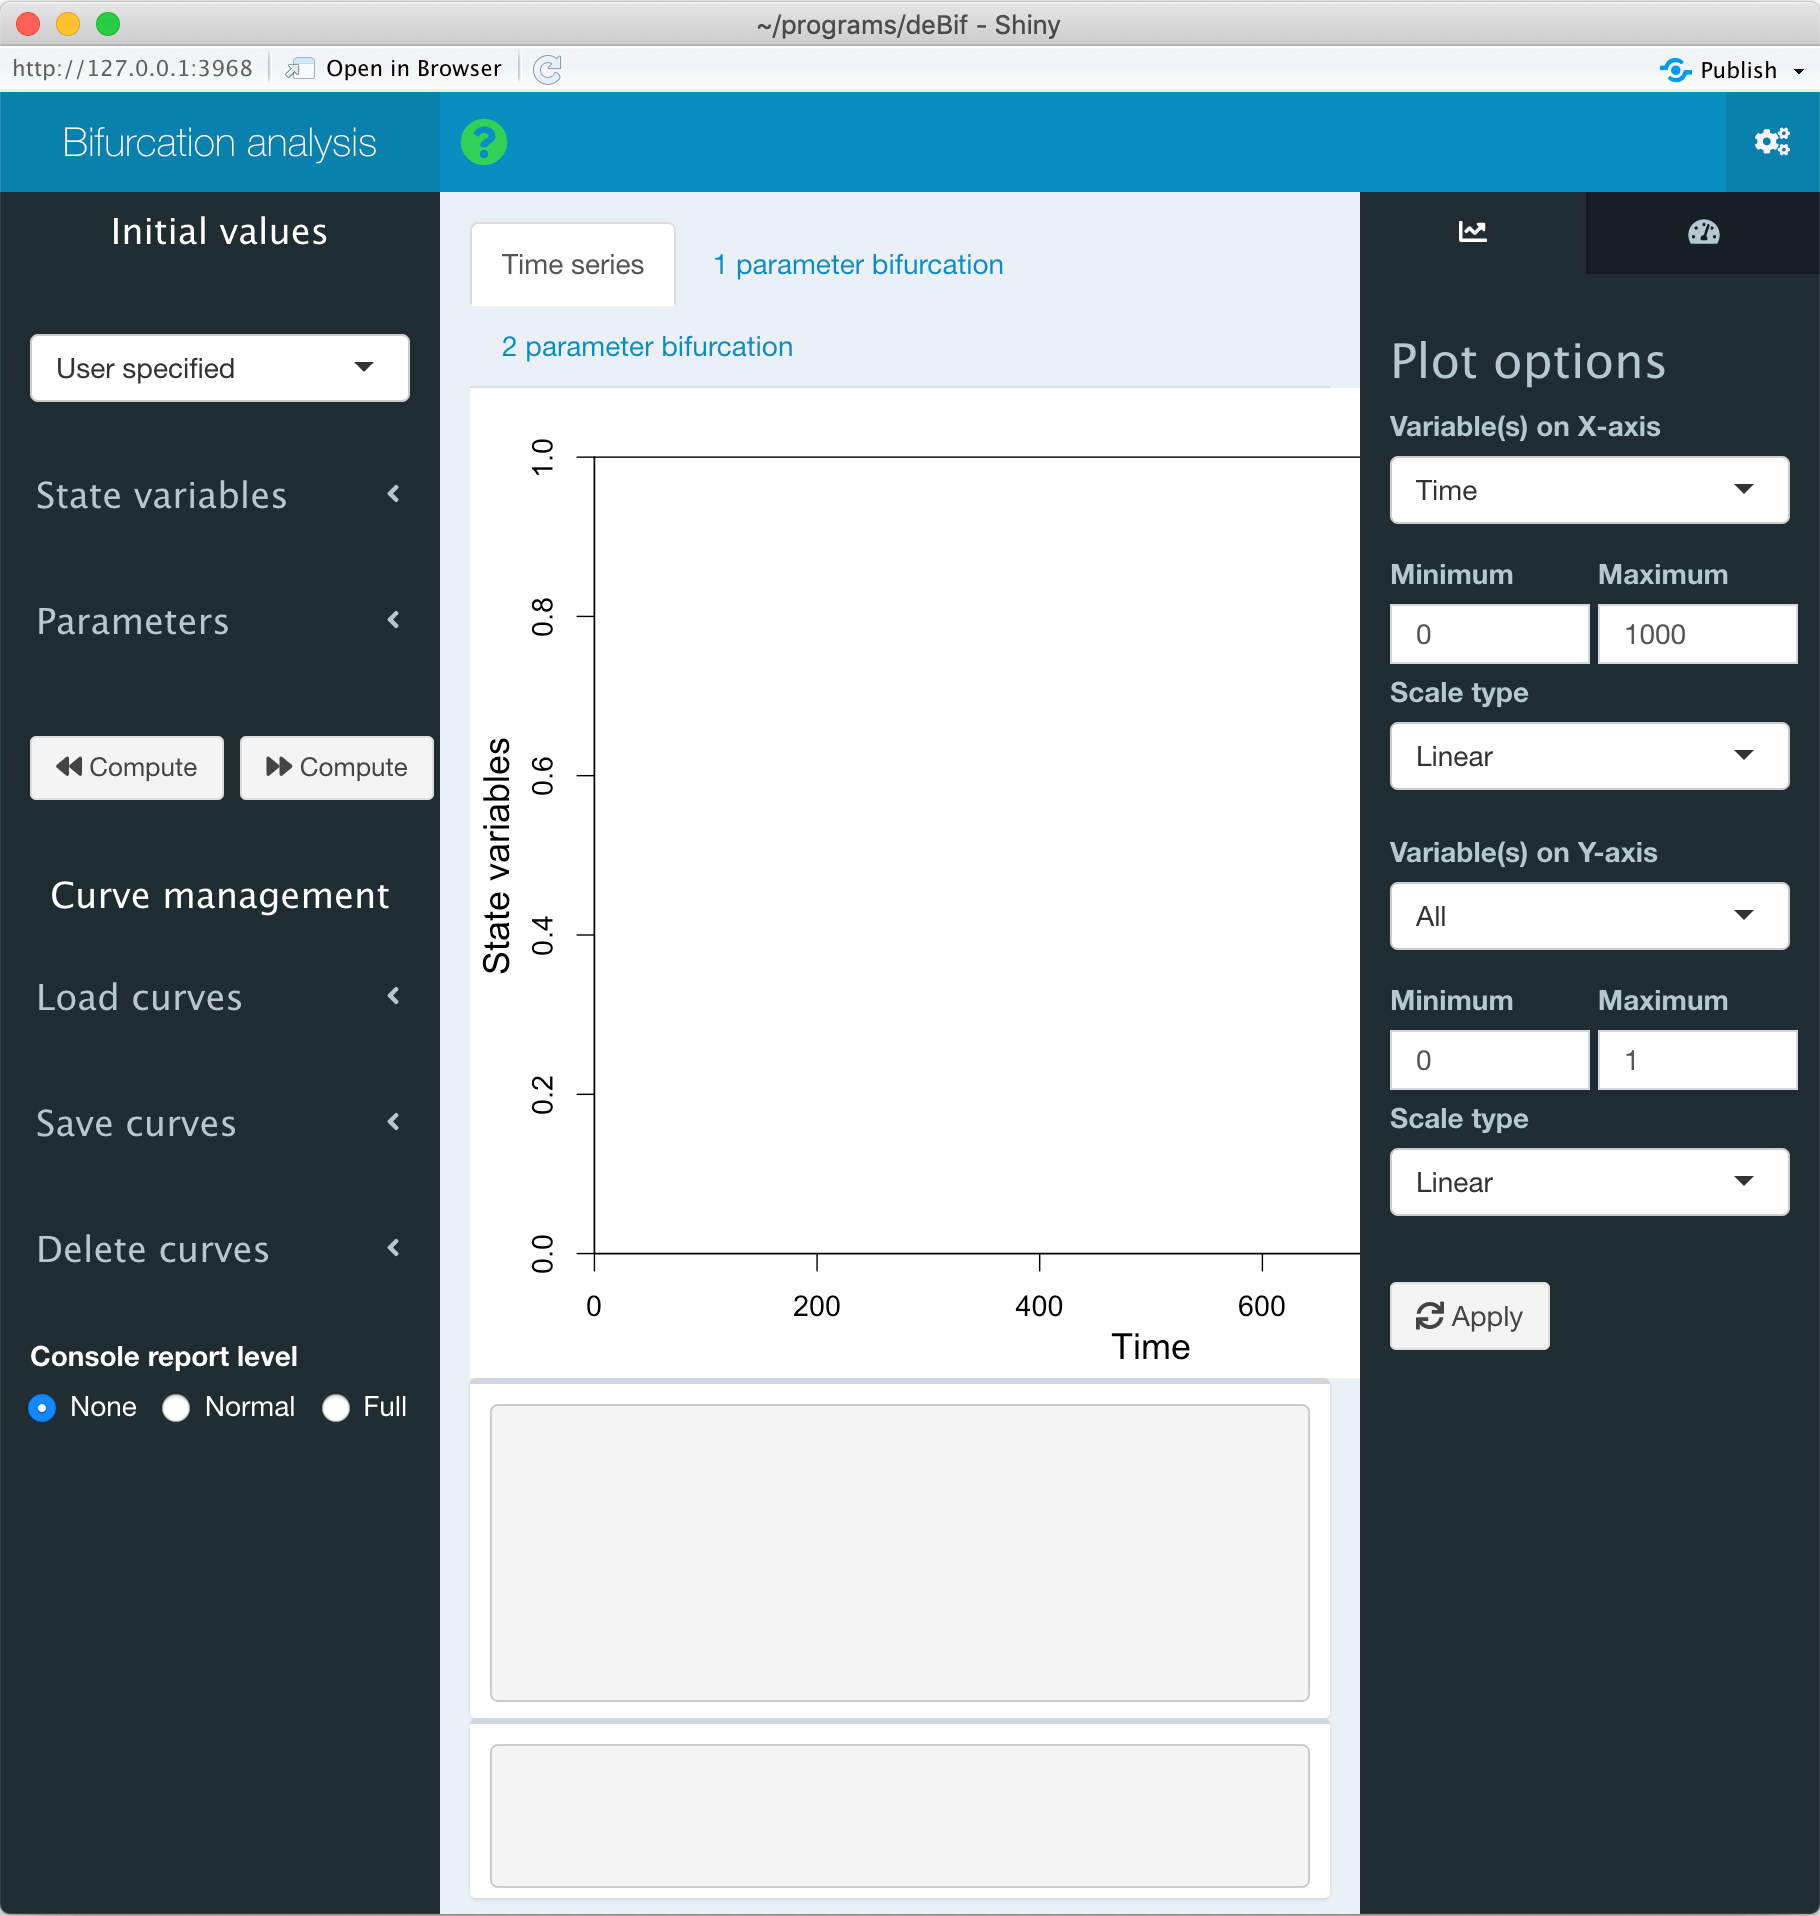 ~/programs/deBif - Shiny
http://127.0.0.1:3968 Open in Browser Publish
Bifurcation analysis ?
Initial values
User specified
State variables
Parameters
Compute Compute
Curve management
Load curves
Save curves
Delete curves
Console report level
None Normal Full
Time series 1 parameter bifurcation
2 parameter bifurcation
State variables
1.0
0.8
0.6
0.4
0.2
0.0
0 200 400 600
Time
Plot options
Variable(s) on X-axis
Time
Minimum Maximum
0 1000
Scale type
Linear
Variable(s) on Y-axis
All
Minimum Maximum
0 1
Scale type
Linear
Apply